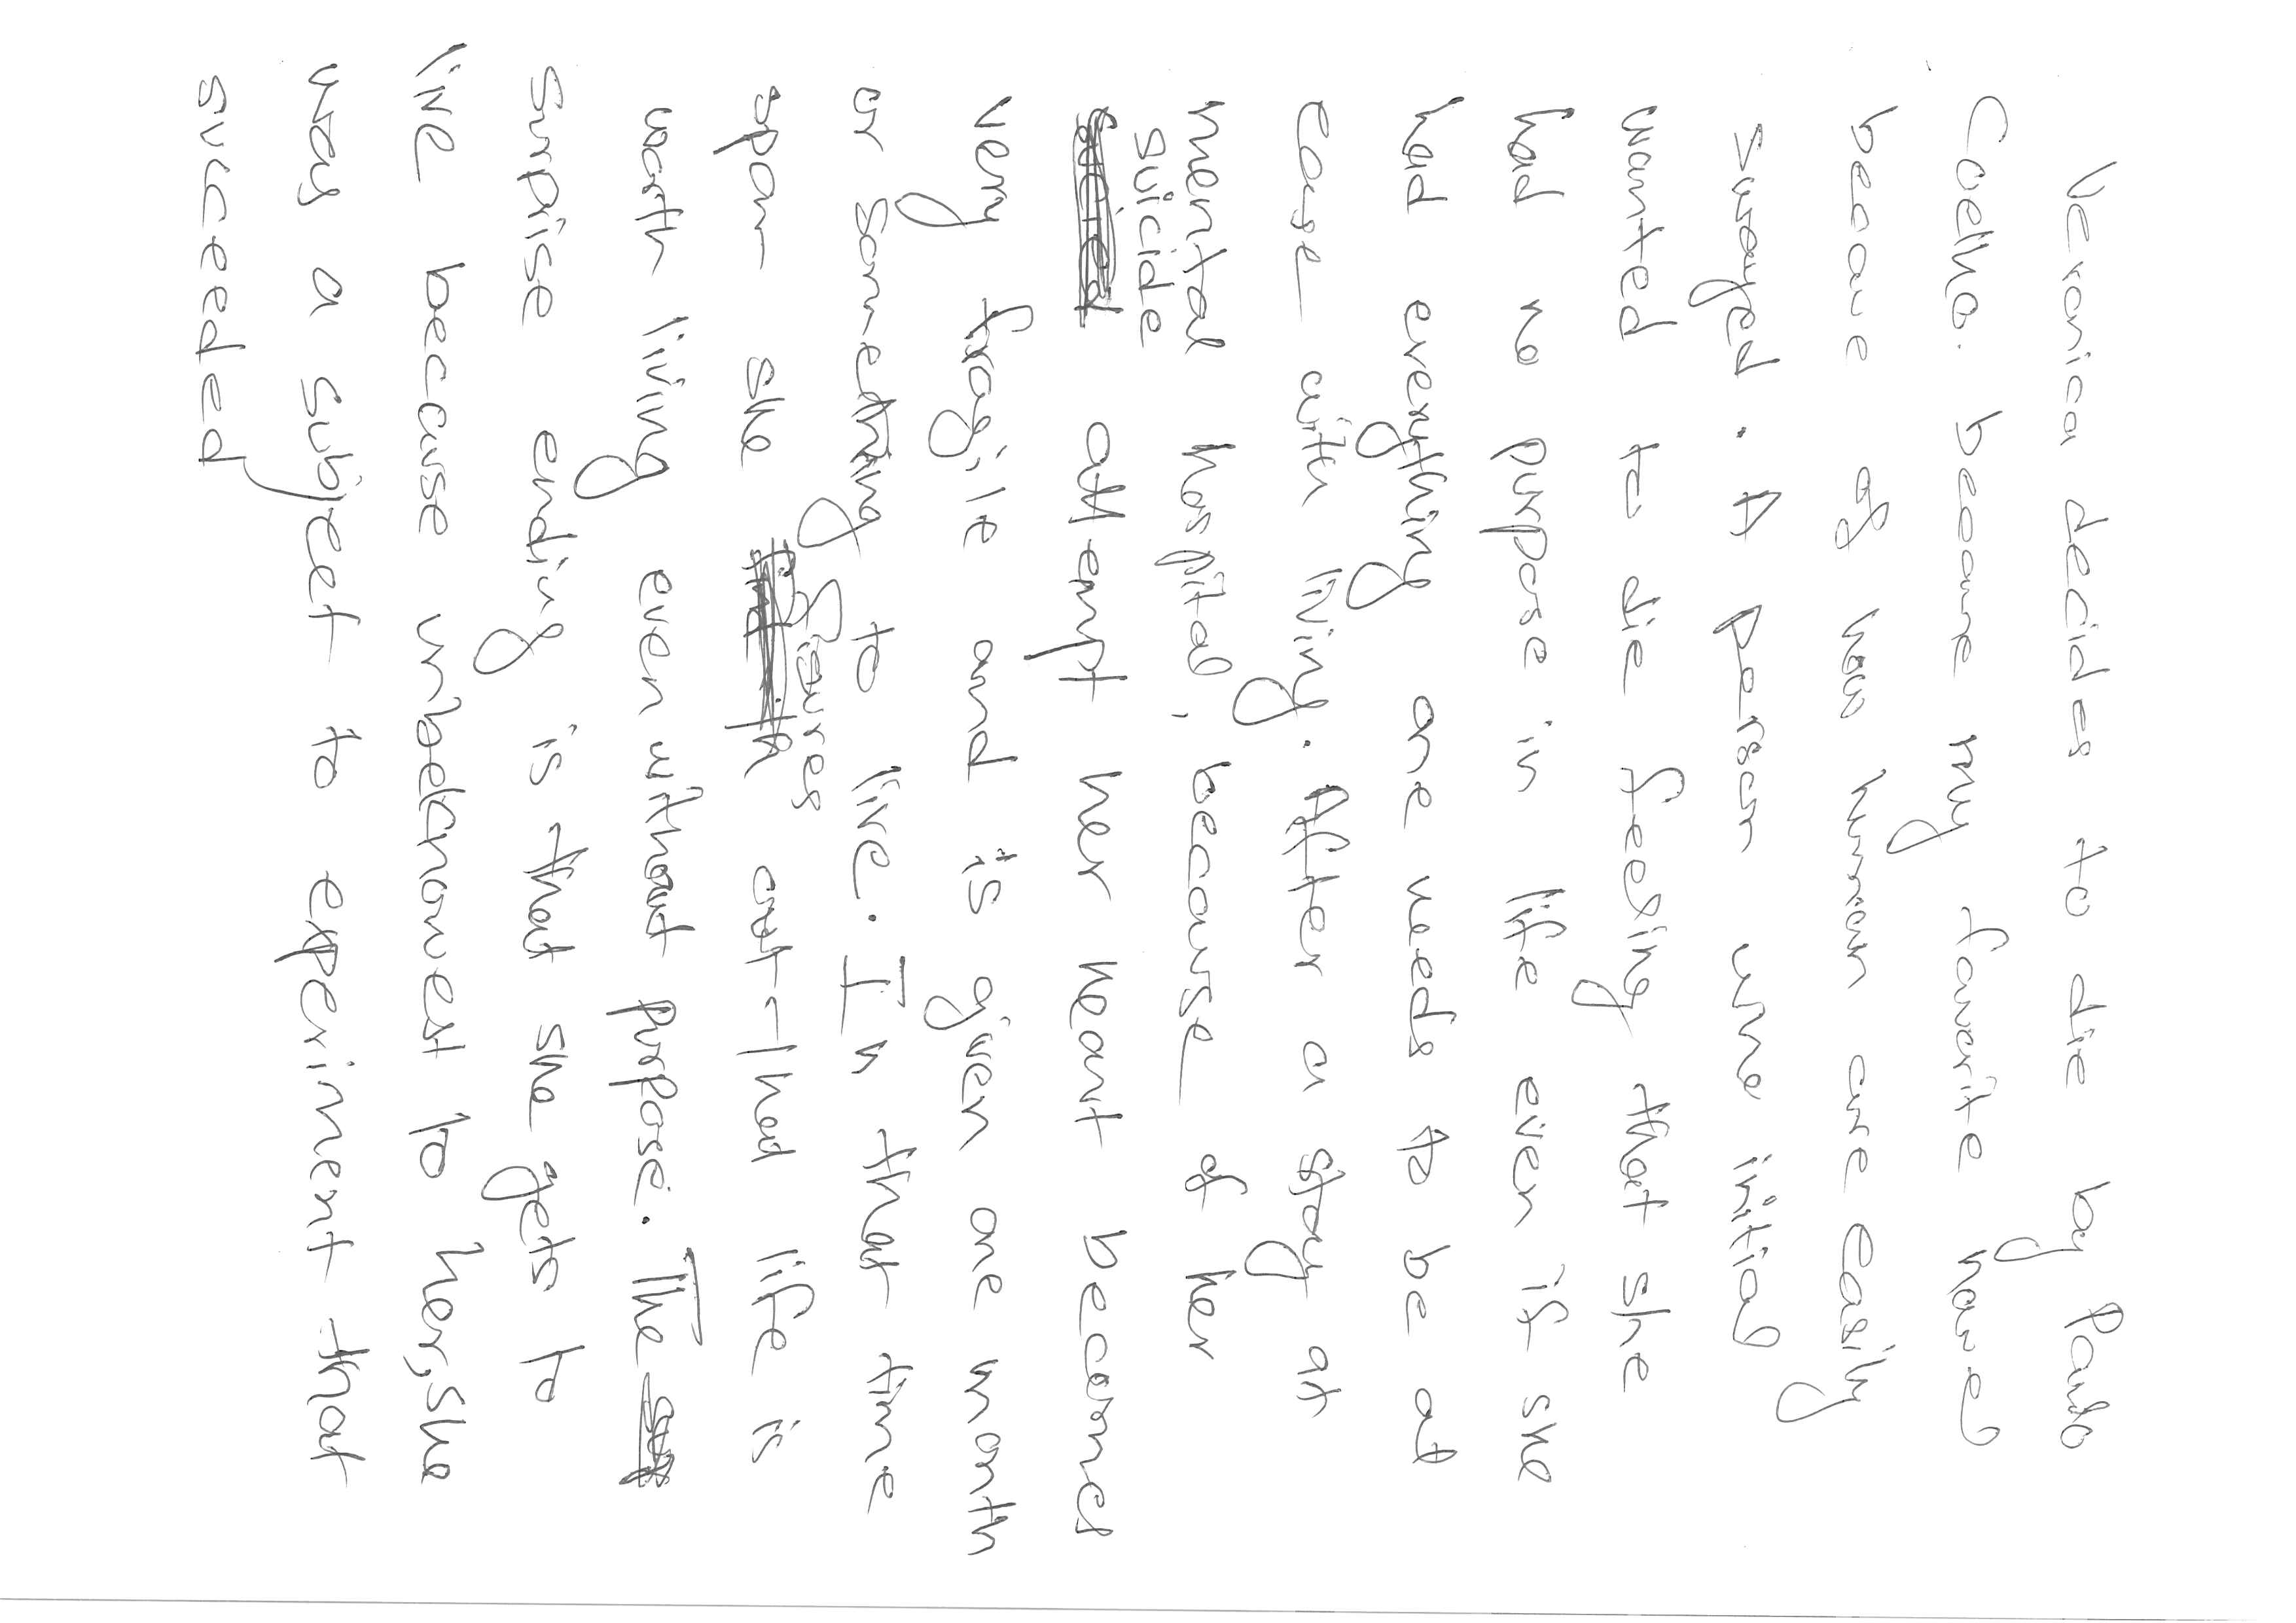 Veronica decides to die by Paulo
Coelho. became my favorite novel
becaue of how human are easily
swayed. A person who initial
wanted to die feeling that she
had no purpose in life even if she
had everything one needs to be at
ease with living. After a stay at
mental hospital, because of her
suicide
attempt her heart becomes
very fragile and is given one month
or something to live. In that time
figures
span she out that life is
worth living even without purpose. The
surprise ending is that she gets to
live because unbeknowest to her, she
was a subject to experiment that
succeeded